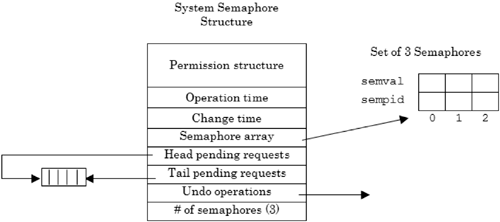 System Semaphore
Structure
Permission structure
Operation time
Change time
Semaphore array
Head pending requests
Tail pending requests
Undo operations
# of semaphores (3)
Set of 3 Semaphores
semval
sempid
0 1 2